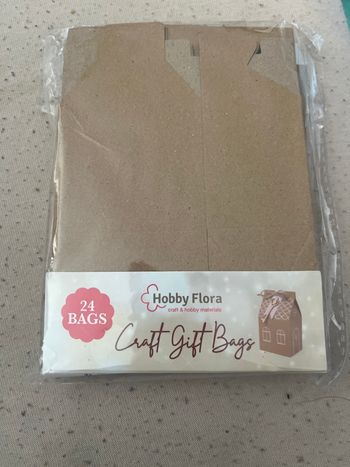 24
BAGS
Hobby Flora
craft & hobby materials
Craft Gift Bags